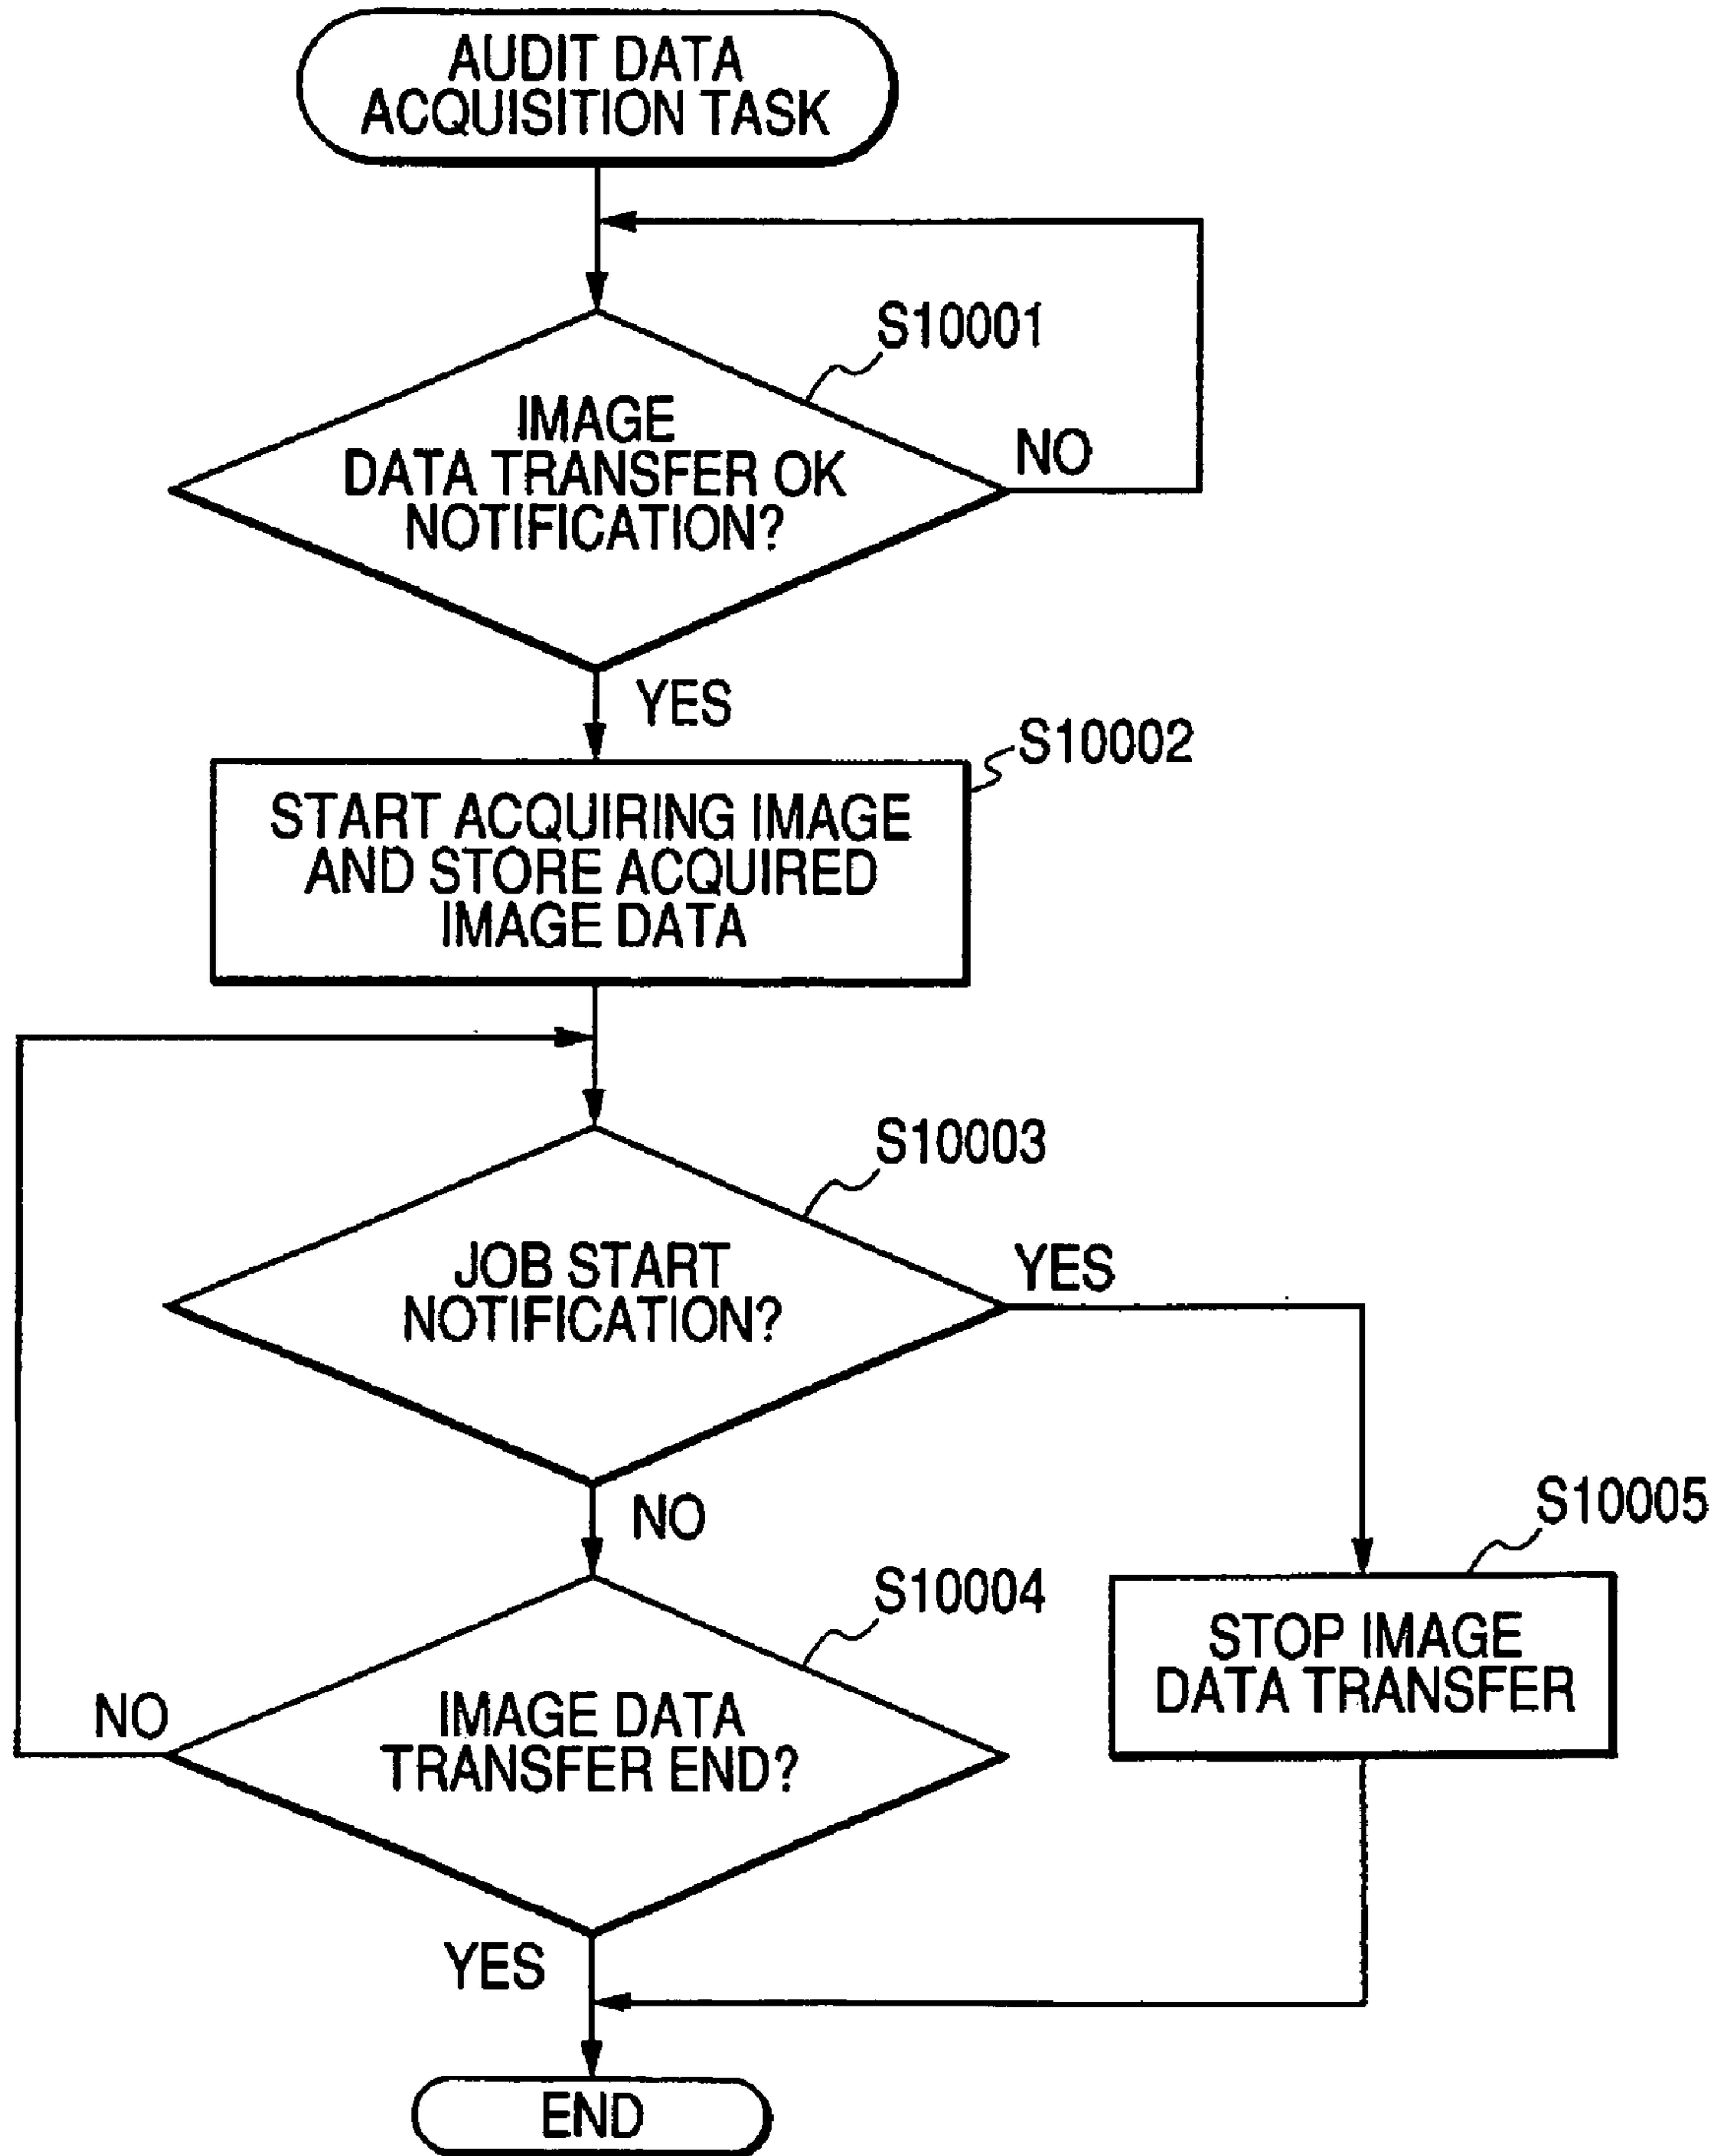 AUDIT DATA
ACQUISITION TASK
S10001
IMAGE
DATA TRANSFER OK
NOTIFICATION?
NO
YES
S10002
START ACQUIRING IMAGE
AND STORE ACQUIRED
IMAGE DATA
S10003
JOB START
NOTIFICATION?
YES
NO
S10005
S10004
STOP IMAGE
DATA TRANSFER
NO
IMAGE DATA
TRANSFER END?
YES
END